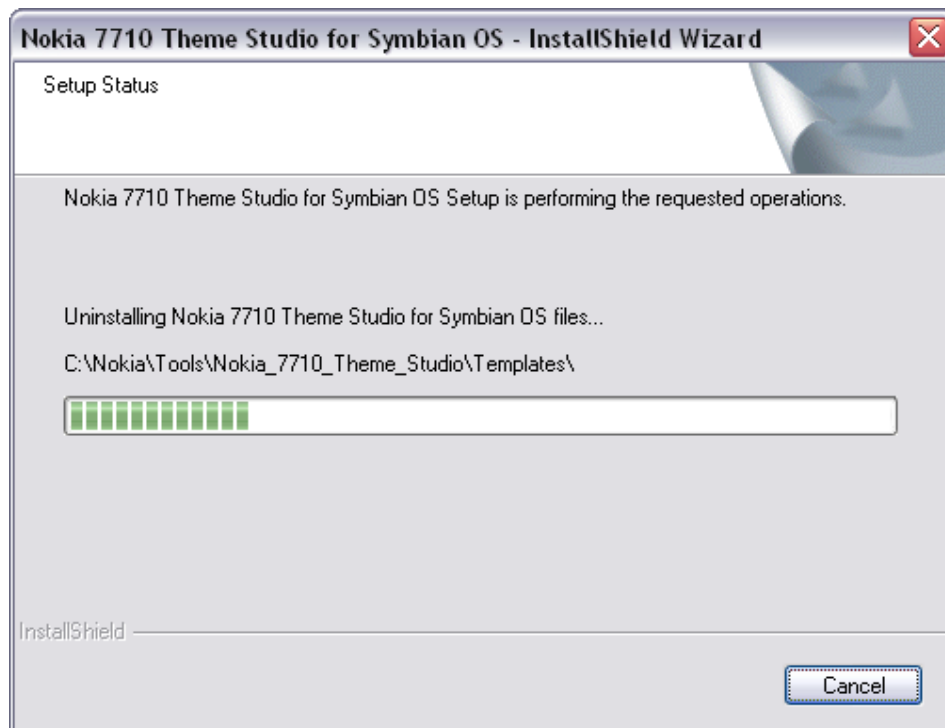 Nokia 7710 Theme Studio for Symbian OS - InstallShield Wizard
Setup Status
Nokia 7710 Theme Studio for Symbian OS Setup is performing the requested operations.
Uninstalling Nokia 7710 Theme Studio for Symbian OS files...
C:\Nokia\Tools\Nokia_7710_Theme_Studio\Templates\
InstallShield
Cancel